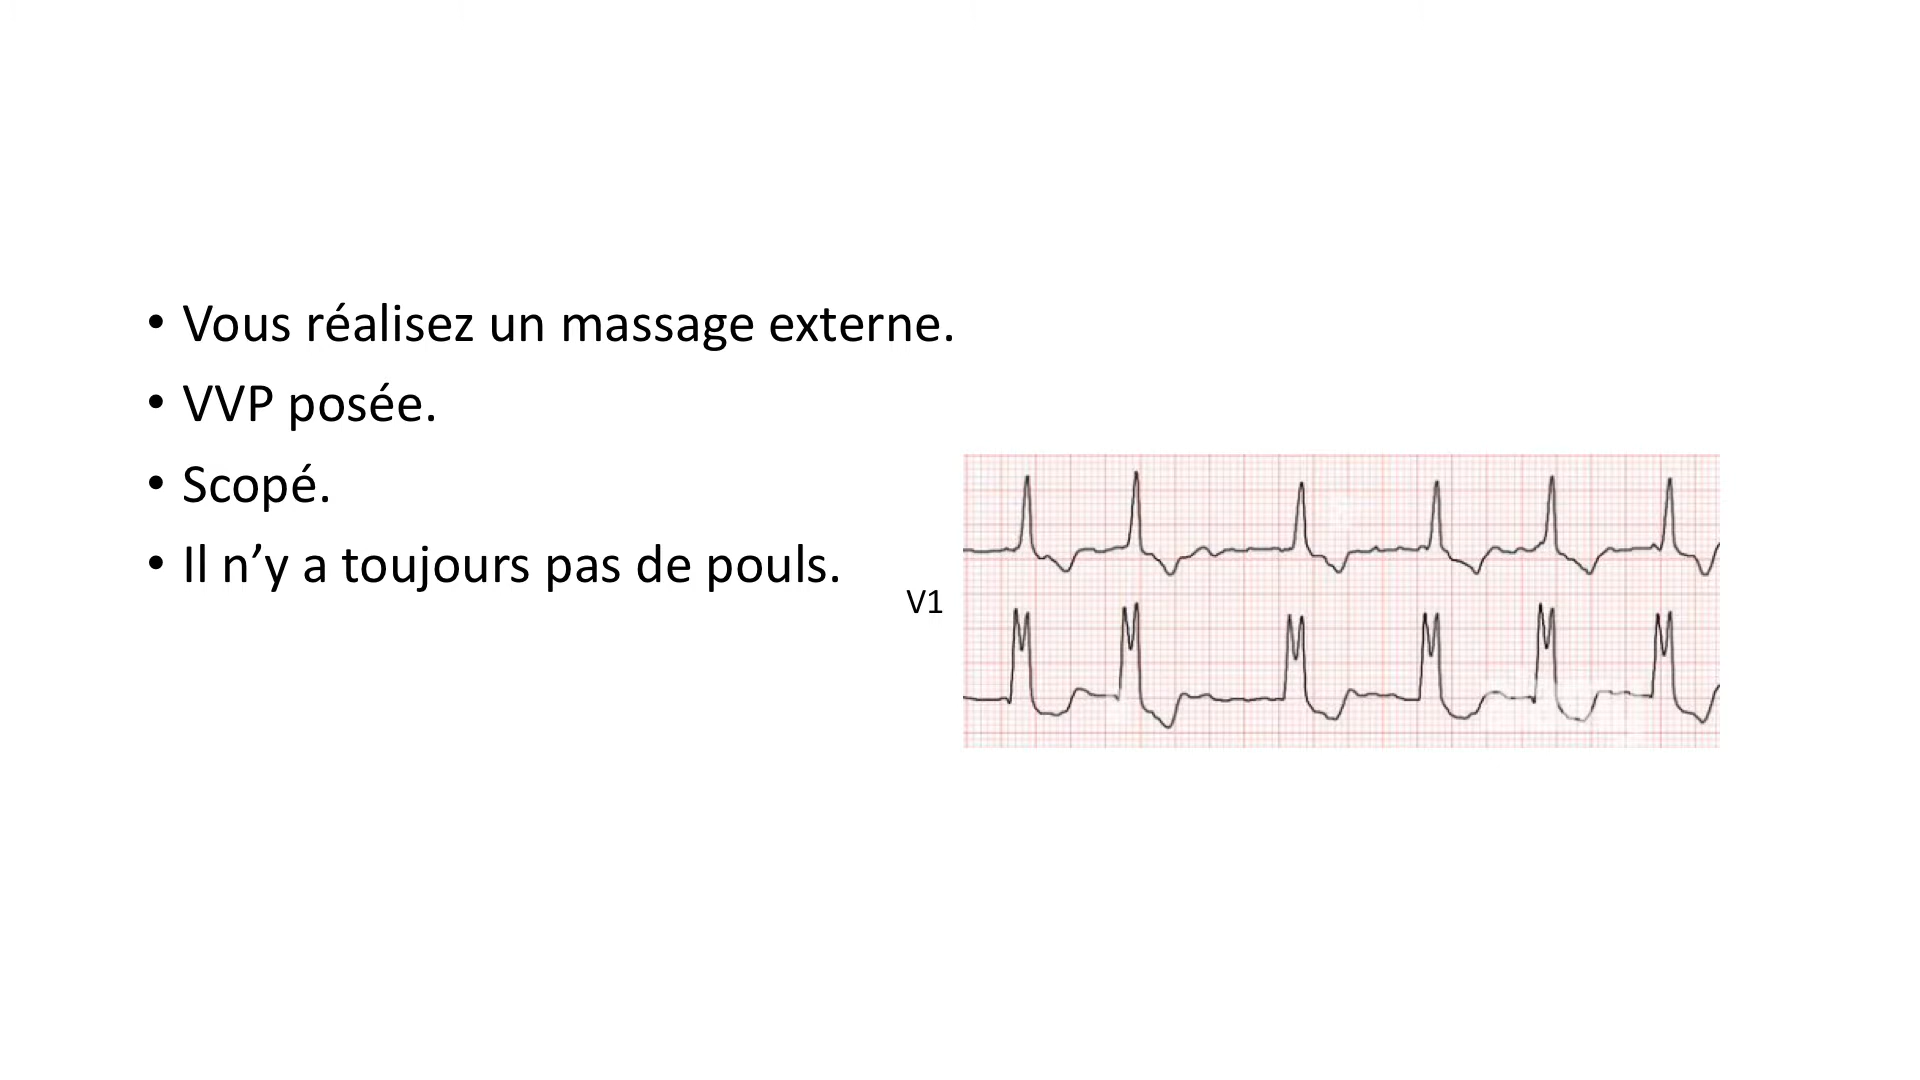 • Vous réalisez un massage externe.
• VVP posée.
• Scopé.
• Il n’y a toujours pas de pouls.
V1